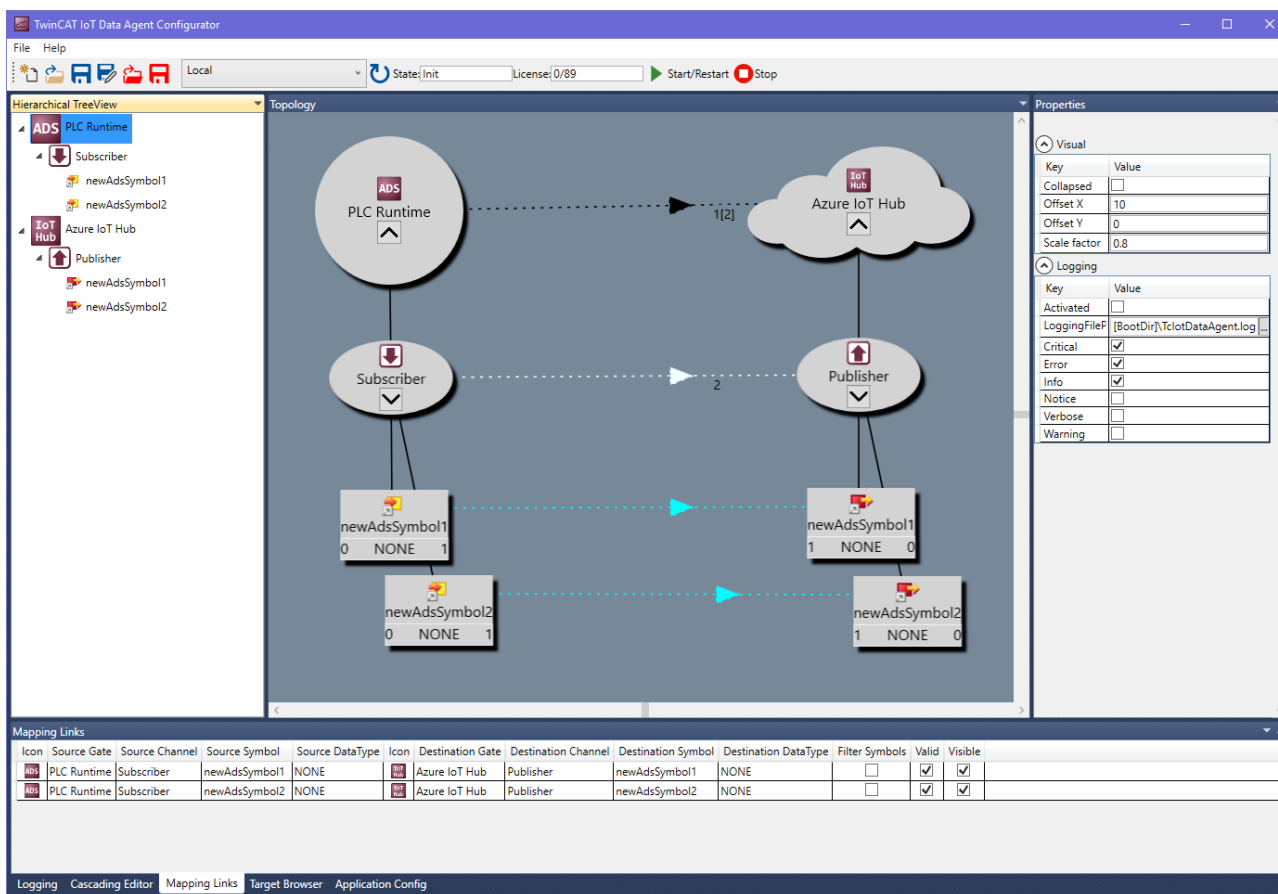 TwinCAT IoT Data Agent Configurator
File Help
Local State: Init License: 0/89 Start/Restart Stop
Hierarchical TreeView
ADS PLC Runtime
Subscriber
newAdsSymbol1
newAdsSymbol2
IoT Hub Azure IoT Hub
Publisher
newAdsSymbol1
newAdsSymbol2
Topology
ADS
PLC Runtime
1[2]
IoT Hub
Azure IoT Hub
Subscriber
2
Publisher
newAdsSymbol1
0 NONE 1
newAdsSymbol1
1 NONE 0
newAdsSymbol2
0 NONE 1
newAdsSymbol2
1 NONE 0
Properties
Visual
Key Value
Collapsed
Offset X 10
Offset Y 0
Scale factor 0.8
Logging
Key Value
Activated
LoggingFileP [BootDir]\TcIotDataAgent.log ...
Critical
Error
Info
Notice
Verbose
Warning
Mapping Links
Icon Source Gate Source Channel Source Symbol Source DataType Icon Destination Gate Destination Channel Destination Symbol Destination DataType Filter Symbols Valid Visible
ADS PLC Runtime Subscriber newAdsSymbol1 NONE IoT Hub Azure IoT Hub Publisher newAdsSymbol1 NONE
ADS PLC Runtime Subscriber newAdsSymbol2 NONE IoT Hub Azure IoT Hub Publisher newAdsSymbol2 NONE
Logging Cascading Editor Mapping Links Target Browser Application Config